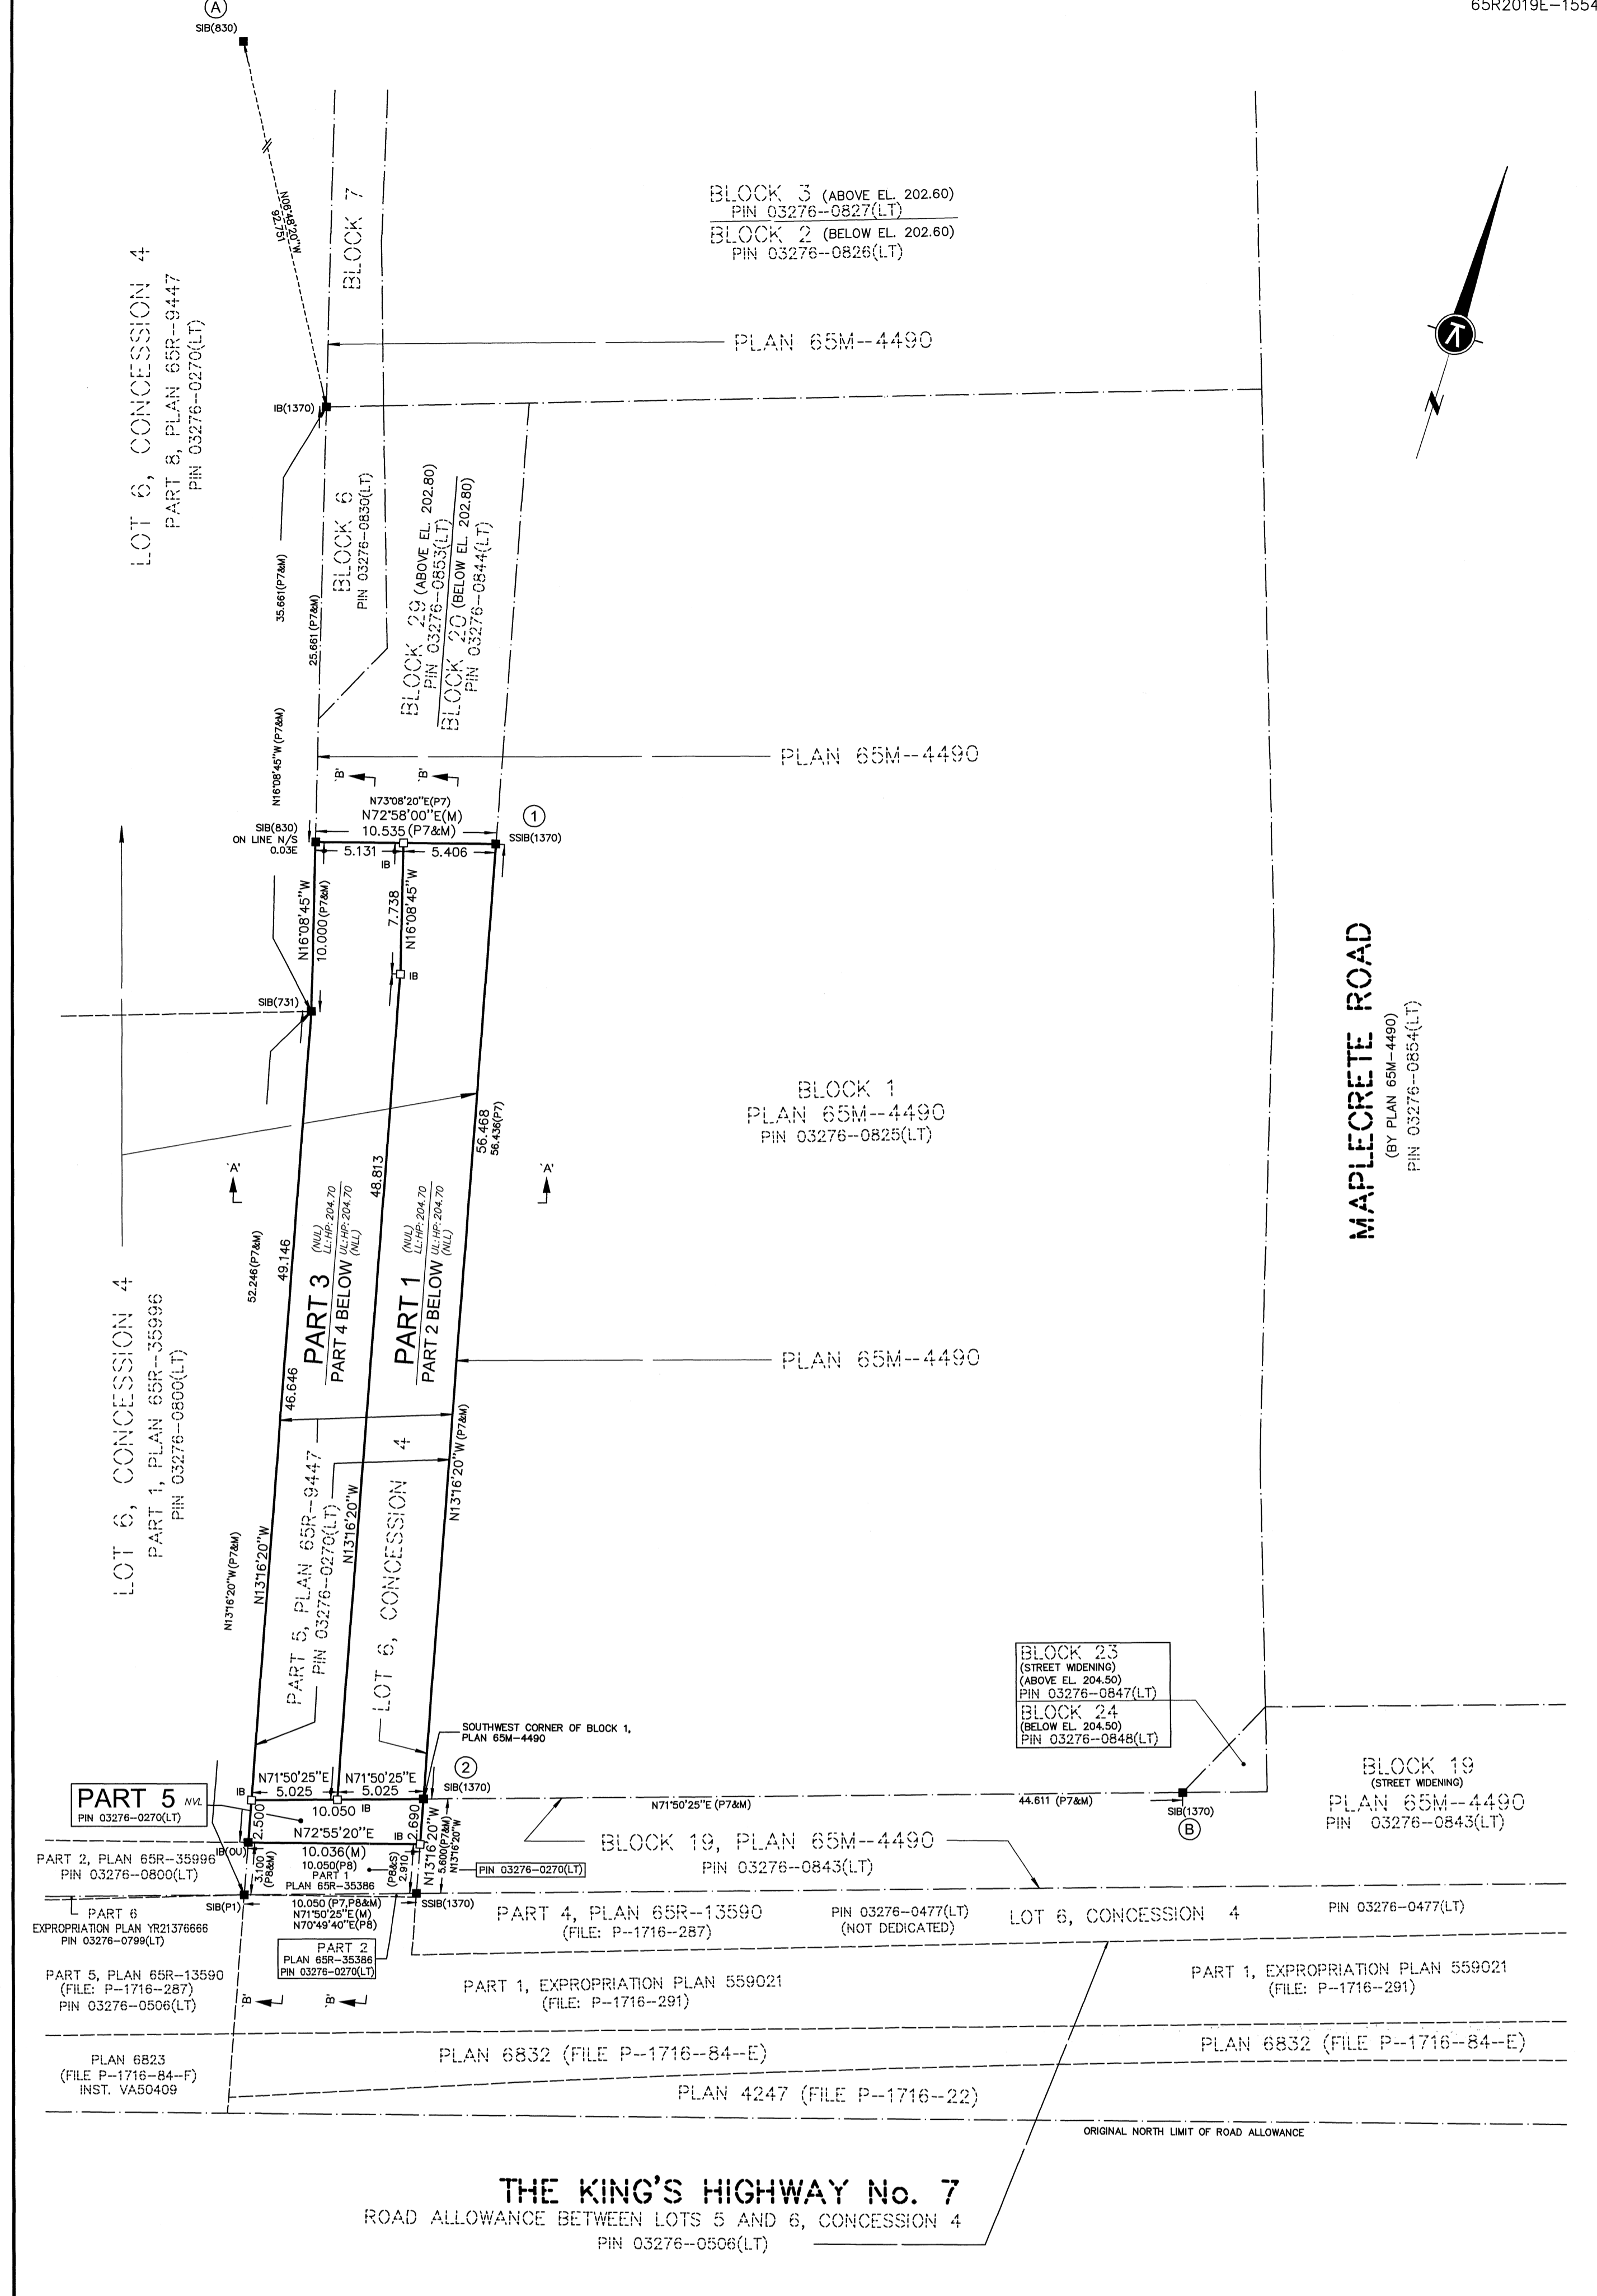 65R2019E-1554
A
SIB(830)
N06°48'20"W
92.751
BLOCK 7
BLOCK 3 (ABOVE EL. 202.60)
PIN 03276-0827(LT)
BLOCK 2 (BELOW EL. 202.60)
PIN 03276-0826(LT)
LOT 6, CONCESSION 4
PART 8, PLAN 65R-9447
PIN 03276-0270(LT)
PLAN 65M-4490
N
IB(1370)
35.661(P7&M)
25.661(P7&M)
N16°08'45"W(P7&M)
BLOCK 6
PIN 03276-0830(LT)
BLOCK 29 (ABOVE EL. 202.80)
PIN 03276-0853(LT)
BLOCK 20 (BELOW EL. 202.80)
PIN 03276-0844(LT)
PLAN 65M-4490
'B'
'B'
N73°08'20"E(P7)
N72°58'00"E(M)
10.535(P7&M)
1
SIB(830)
ON LINE N/S
0.03E
SSIB(1370)
5.131
IB
5.406
N16°08'45"W
10.000(P7&M)
7.738
N16°08'45"W
IB
SIB(731)
MAPLECRETE ROAD
(BY PLAN 65M-4490)
PIN 03276-0854(LT)
BLOCK 1
PLAN 65M-4490
PIN 03276-0825(LT)
56.468
56.436(P7)
48.813
'A'
'A'
52.246(P7&M)
49.146
46.646
PART 3
(NUL)
LL:HP:204.70
PART 4 BELOW
UL:HP:204.70
(NLL)
PART 1
(NUL)
LL:HP:204.70
PART 2 BELOW
UL:HP:204.70
(NLL)
LOT 6, CONCESSION 4
PART 1, PLAN 65R-35996
PIN 03276-0800(LT)
PLAN 65M-4490
N13°16'20"W(P7&M)
N13°16'20"W
PART 5, PLAN 65R-9447
PIN 03276-0270(LT)
N13°16'20"W
LOT 6, CONCESSION 4
N13°16'20"W(P7&M)
SOUTHWEST CORNER OF BLOCK 1,
PLAN 65M-4490
BLOCK 23
(STREET WIDENING)
(ABOVE EL. 204.50)
PIN 03276-0847(LT)
BLOCK 24
(BELOW EL. 204.50)
PIN 03276-0848(LT)
BLOCK 19
(STREET WIDENING)
PLAN 65M-4490
PIN 03276-0843(LT)
2
SIB(1370)
N71°50'25"E
5.025
N71°50'25"E
5.025
IB
IB
10.050
N71°50'25"E (P7&M)
44.611 (P7&M)
SIB(1370)
B
PART 5 NVL
PIN 03276-0270(LT)
2.500
N72°55'20"E
IB
2.690
N13°16'20"W
5.600(P7&M)
N13°16'20"W
BLOCK 19, PLAN 65M-4490
PIN 03276-0843(LT)
IB(OU)
PART 2, PLAN 65R-35996
PIN 03276-0800(LT)
3.100
(P8&M)
10.036(M)
10.050(P8)
PART 1
PLAN 65R-35386
(P8&S)
2.910
PIN 03276-0270(LT)
SIB(P1)
10.050 (P7,P8&M)
N71°50'25"E(M)
N70°49'40"E(P8)
SSIB(1370)
PART 6
EXPROPRIATION PLAN YR21376666
PIN 03276-0799(LT)
PART 2
PLAN 65R-35386
PIN 03276-0270(LT)
PART 4, PLAN 65R-13590
(FILE: P-1716-287)
PIN 03276-0477(LT)
(NOT DEDICATED)
LOT 6, CONCESSION 4
PIN 03276-0477(LT)
PART 5, PLAN 65R-13590
(FILE: P-1716-287)
PIN 03276-0506(LT)
'B'
'B'
PART 1, EXPROPRIATION PLAN 559021
(FILE: P-1716-291)
PART 1, EXPROPRIATION PLAN 559021
(FILE: P-1716-291)
PLAN 6823
(FILE P-1716-84-F)
INST. VA50409
PLAN 6832 (FILE P-1716-84-E)
PLAN 6832 (FILE P-1716-84-E)
PLAN 4247 (FILE P-1716-22)
ORIGINAL NORTH LIMIT OF ROAD ALLOWANCE
THE KING'S HIGHWAY No. 7
ROAD ALLOWANCE BETWEEN LOTS 5 AND 6, CONCESSION 4
PIN 03276-0506(LT)